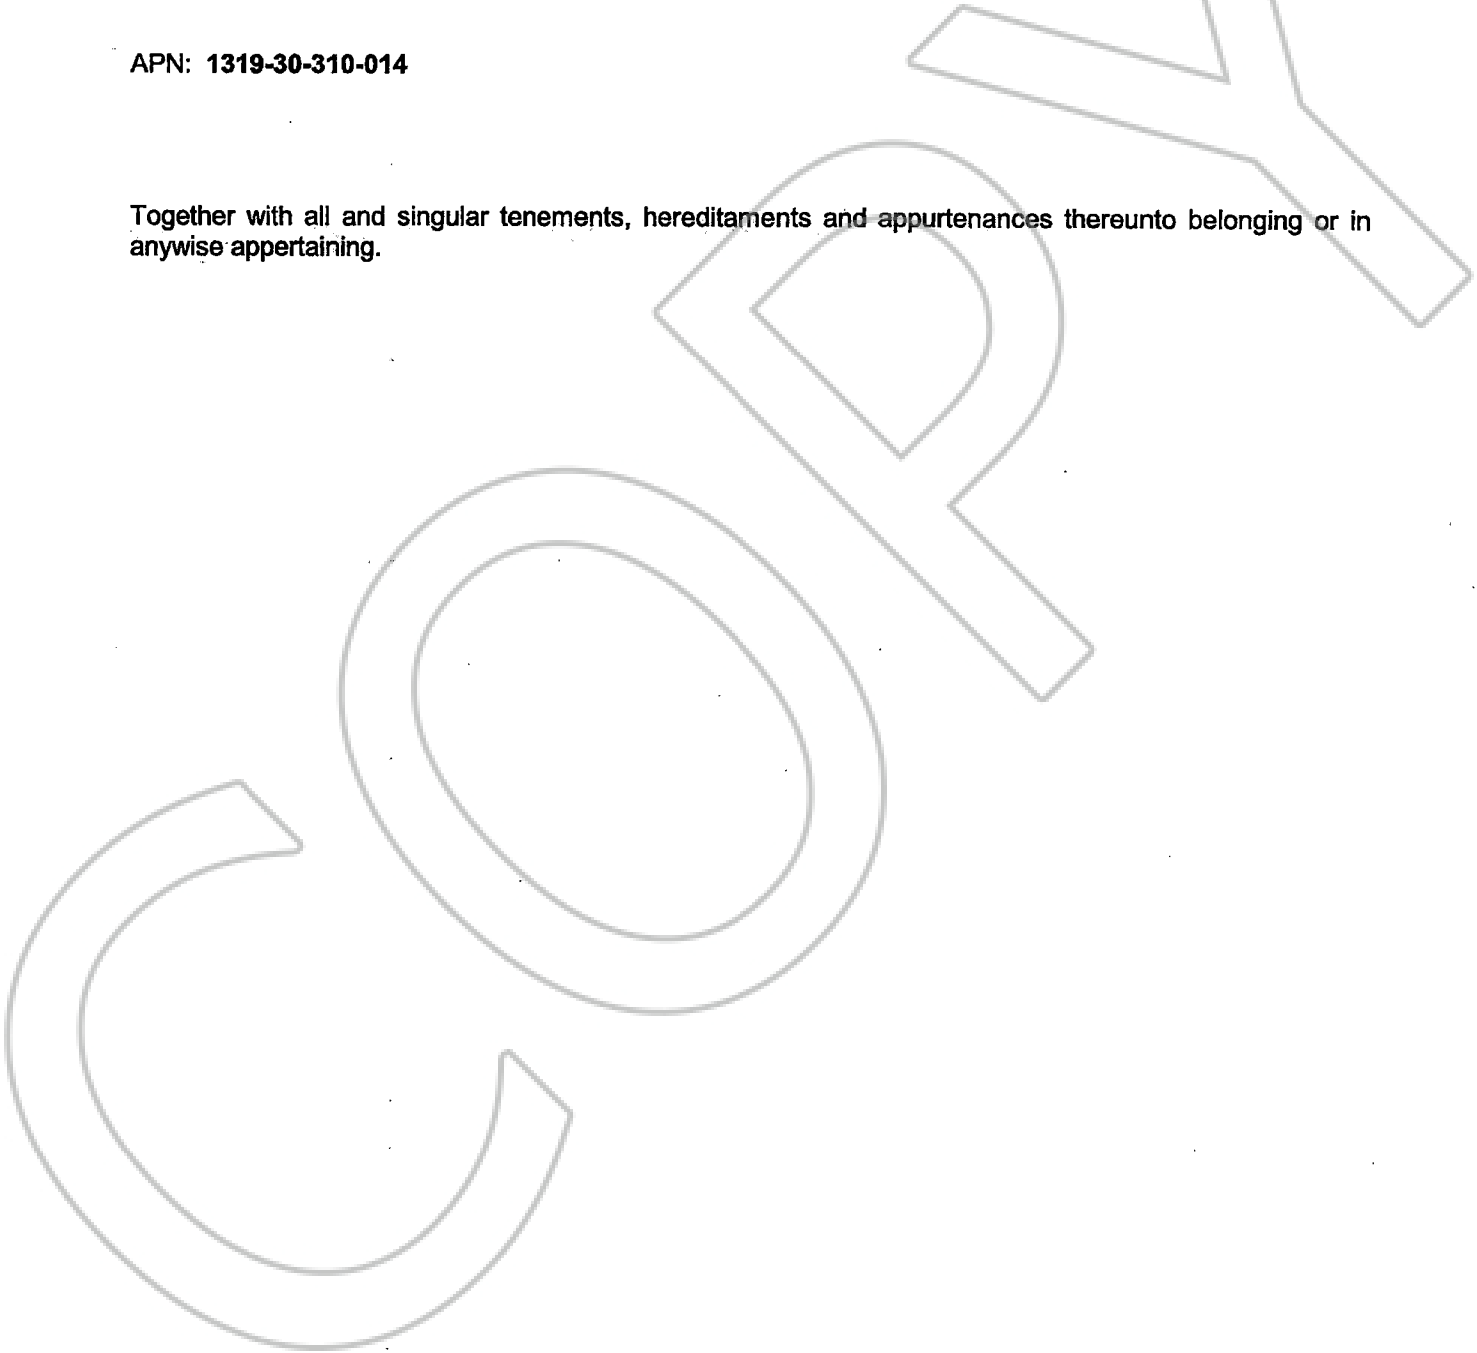 APN: 1319-30-310-014
Together with all and singular tenements, hereditaments and appurtenances thereunto belonging or in
anywise appertaining.
COPY